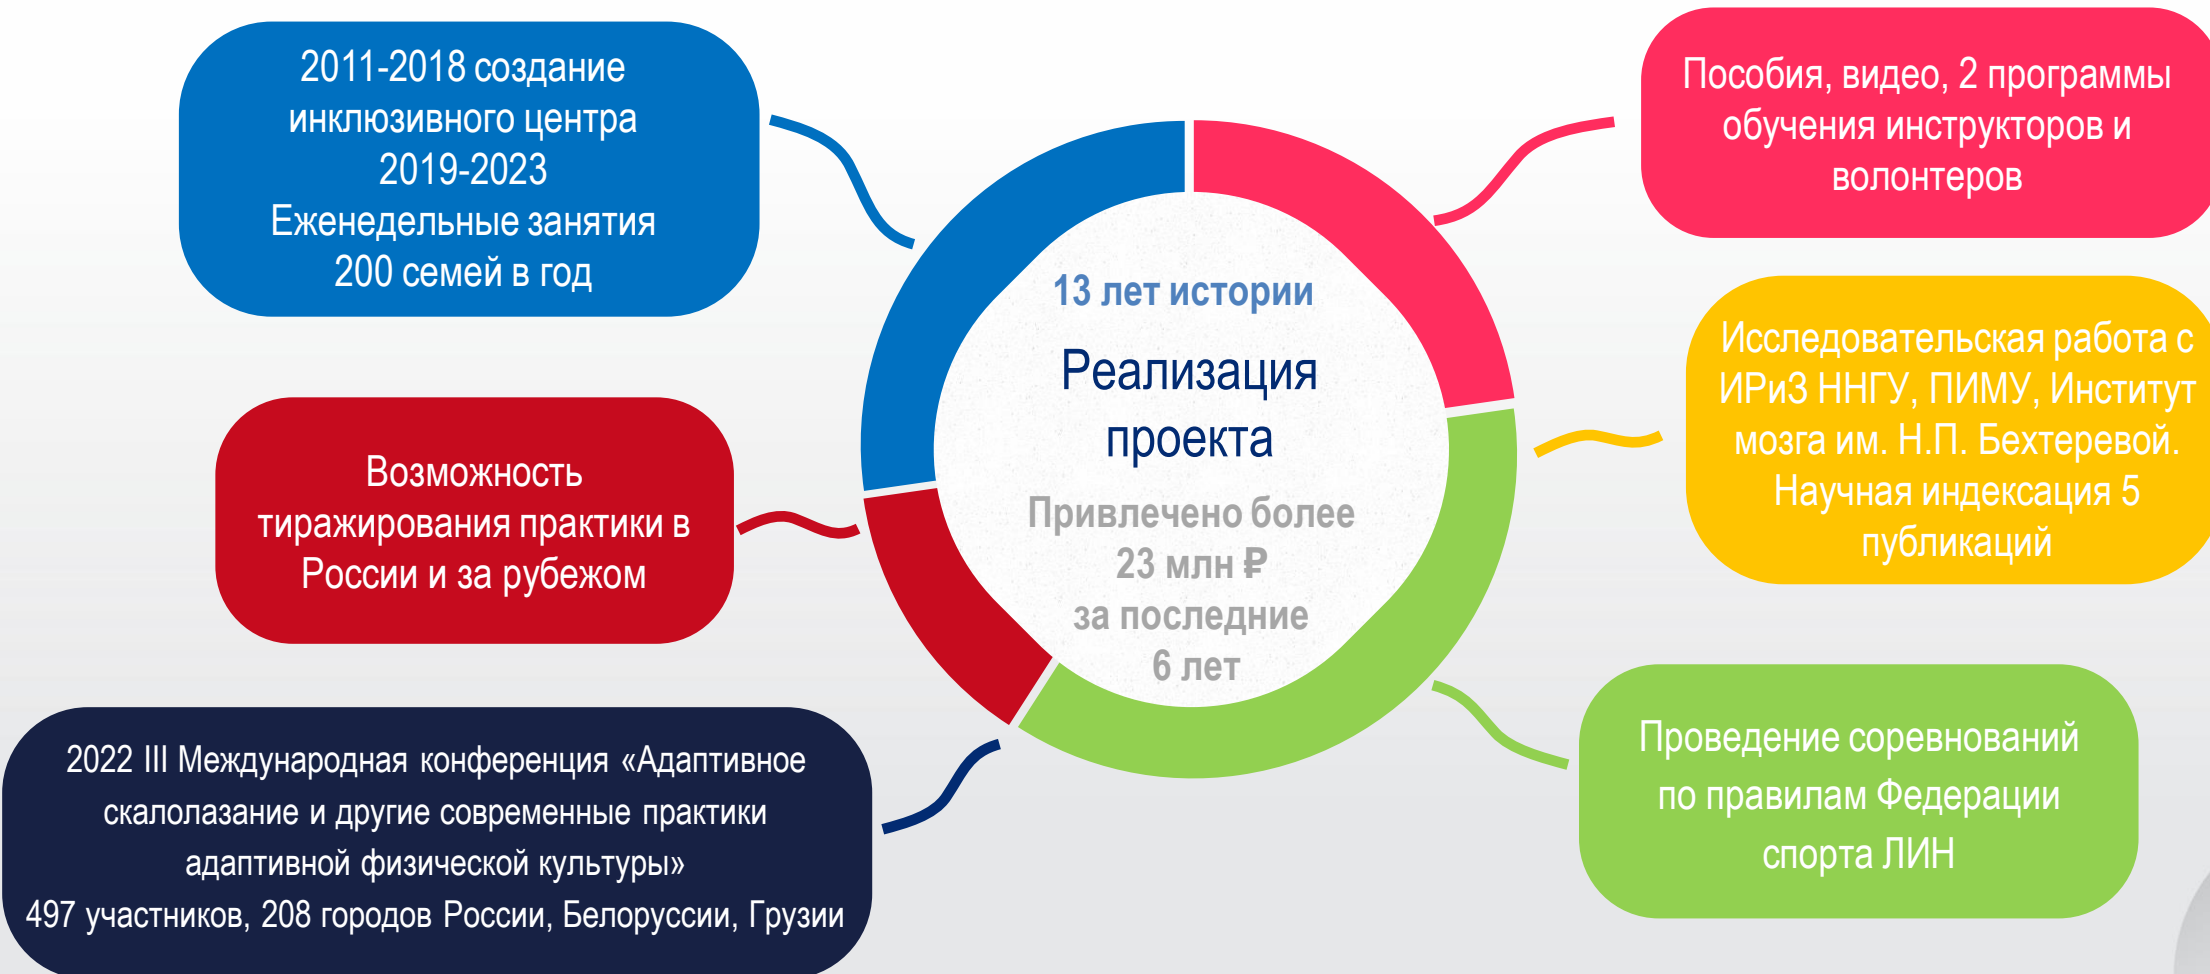 2011-2018 создание
инклюзивного центра
2019-2023
Еженедельные занятия
200 семей в год
Возможность
тиражирования практики в
России и за рубежом
2022 III Международная конференция «Адаптивное
скалолазание и другие современные практики
адаптивной физической культуры»
497 участников, 208 городов России, Белоруссии, Грузии
13 лет истории
Реализация
проекта
Привлечено более
23 млн ₽
за последние
6 лет
Пособия, видео, 2 программы
обучения инструкторов и
волонтеров
Исследовательская работа с
ИРиЗ ННГУ, ПИМУ, Институт
мозга им. Н.П. Бехтеревой.
Научная индексация 5
публикаций
Проведение соревнований
по правилам Федерации
спорта ЛИН